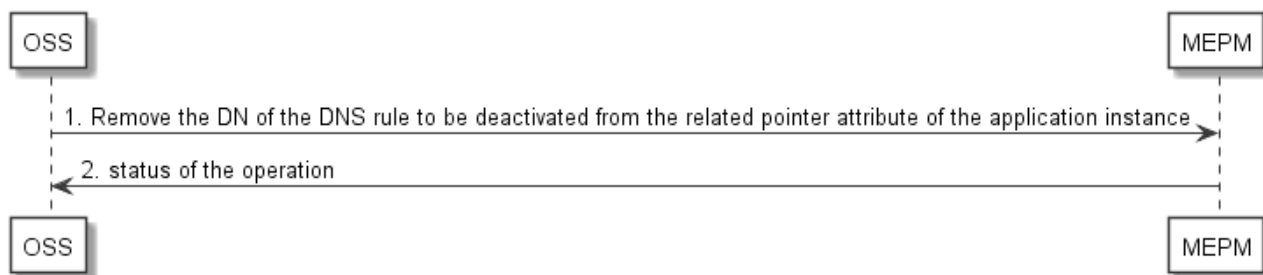 OSS
MEPM
1. Remove the DN of the DNS rule to be deactivated from the related pointer attribute of the application instance
2. status of the operation
OSS
MEPM